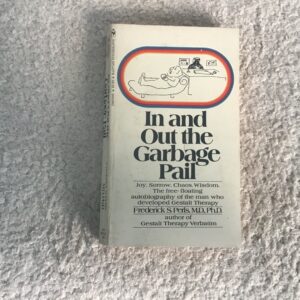 In and
Out the
Garbage
Pail
Joy. Sorrow. Chaos. Wisdom.
The free-floating
autobiography of the man who
developed Gestalt Therapy
Frederick S. Perls, M.D., Ph.D.
author of
Gestalt Therapy Verbatim